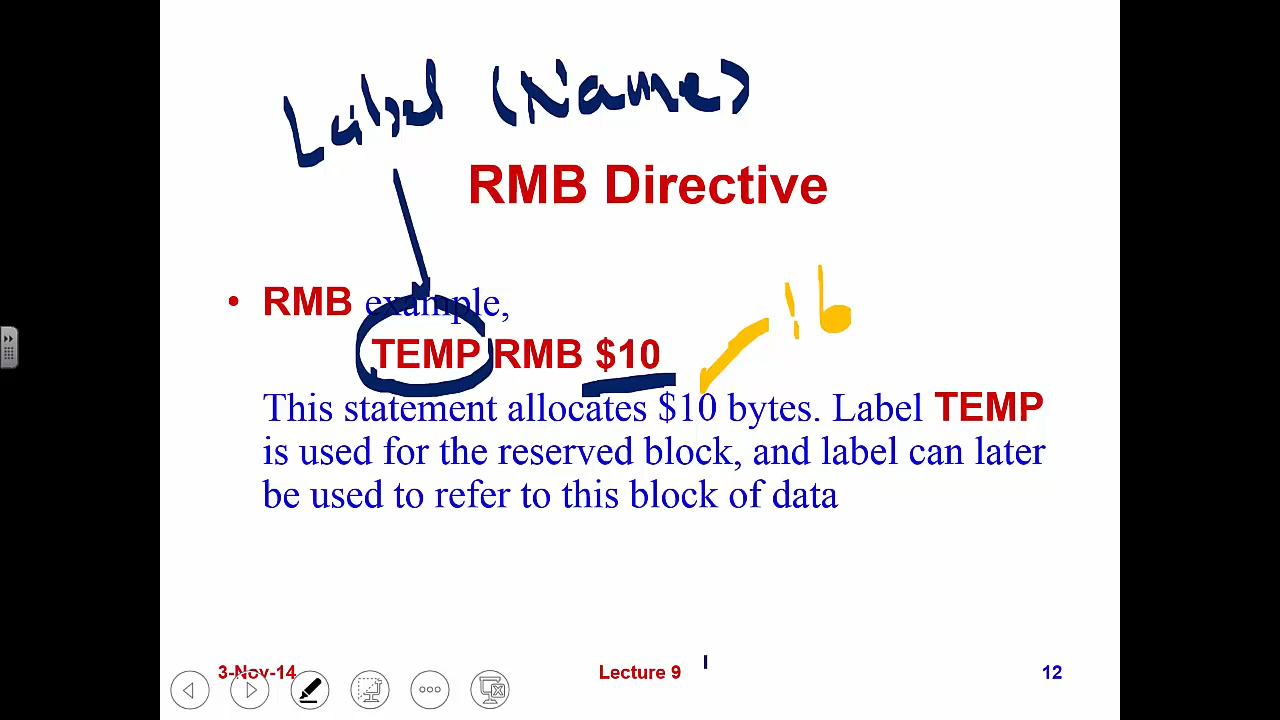 Label (Name)
RMB Directive
• RMB example,
16
TEMP RMB $10
This statement allocates $10 bytes. Label TEMP
is used for the reserved block, and label can later
be used to refer to this block of data
3-Nov-14 Lecture 9 12